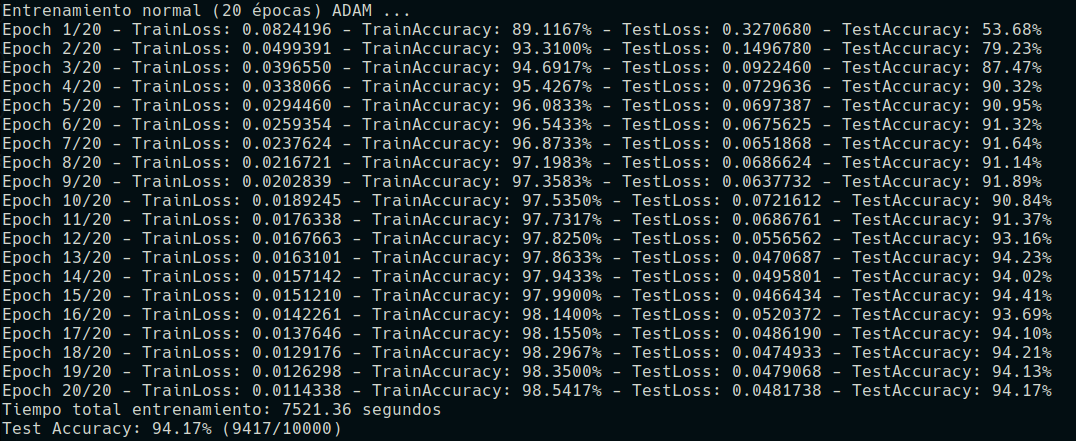 Entrenamiento normal (20 épocas) ADAM ...
Epoch 1/20 - TrainLoss: 0.0824196 - TrainAccuracy: 89.1167% - TestLoss: 0.3270680 - TestAccuracy: 53.68%
Epoch 2/20 - TrainLoss: 0.0499391 - TrainAccuracy: 93.3100% - TestLoss: 0.1496780 - TestAccuracy: 79.23%
Epoch 3/20 - TrainLoss: 0.0396550 - TrainAccuracy: 94.6917% - TestLoss: 0.0922460 - TestAccuracy: 87.47%
Epoch 4/20 - TrainLoss: 0.0338066 - TrainAccuracy: 95.4267% - TestLoss: 0.0729636 - TestAccuracy: 90.32%
Epoch 5/20 - TrainLoss: 0.0294460 - TrainAccuracy: 96.0833% - TestLoss: 0.0697387 - TestAccuracy: 90.95%
Epoch 6/20 - TrainLoss: 0.0259354 - TrainAccuracy: 96.5433% - TestLoss: 0.0675625 - TestAccuracy: 91.32%
Epoch 7/20 - TrainLoss: 0.0237624 - TrainAccuracy: 96.8733% - TestLoss: 0.0651868 - TestAccuracy: 91.64%
Epoch 8/20 - TrainLoss: 0.0216721 - TrainAccuracy: 97.1983% - TestLoss: 0.0686624 - TestAccuracy: 91.14%
Epoch 9/20 - TrainLoss: 0.0202839 - TrainAccuracy: 97.3583% - TestLoss: 0.0637732 - TestAccuracy: 91.89%
Epoch 10/20 - TrainLoss: 0.0189245 - TrainAccuracy: 97.5350% - TestLoss: 0.0721612 - TestAccuracy: 90.84%
Epoch 11/20 - TrainLoss: 0.0176338 - TrainAccuracy: 97.7317% - TestLoss: 0.0686761 - TestAccuracy: 91.37%
Epoch 12/20 - TrainLoss: 0.0167663 - TrainAccuracy: 97.8250% - TestLoss: 0.0556562 - TestAccuracy: 93.16%
Epoch 13/20 - TrainLoss: 0.0163101 - TrainAccuracy: 97.8633% - TestLoss: 0.0470687 - TestAccuracy: 94.23%
Epoch 14/20 - TrainLoss: 0.0157142 - TrainAccuracy: 97.9433% - TestLoss: 0.0495801 - TestAccuracy: 94.02%
Epoch 15/20 - TrainLoss: 0.0151210 - TrainAccuracy: 97.9900% - TestLoss: 0.0466434 - TestAccuracy: 94.41%
Epoch 16/20 - TrainLoss: 0.0142261 - TrainAccuracy: 98.1400% - TestLoss: 0.0520372 - TestAccuracy: 93.69%
Epoch 17/20 - TrainLoss: 0.0137646 - TrainAccuracy: 98.1550% - TestLoss: 0.0486190 - TestAccuracy: 94.10%
Epoch 18/20 - TrainLoss: 0.0129176 - TrainAccuracy: 98.2967% - TestLoss: 0.0474933 - TestAccuracy: 94.21%
Epoch 19/20 - TrainLoss: 0.0126298 - TrainAccuracy: 98.3500% - TestLoss: 0.0479068 - TestAccuracy: 94.13%
Epoch 20/20 - TrainLoss: 0.0114338 - TrainAccuracy: 98.5417% - TestLoss: 0.0481738 - TestAccuracy: 94.17%
Tiempo total entrenamiento: 7521.36 segundos
Test Accuracy: 94.17% (9417/10000)